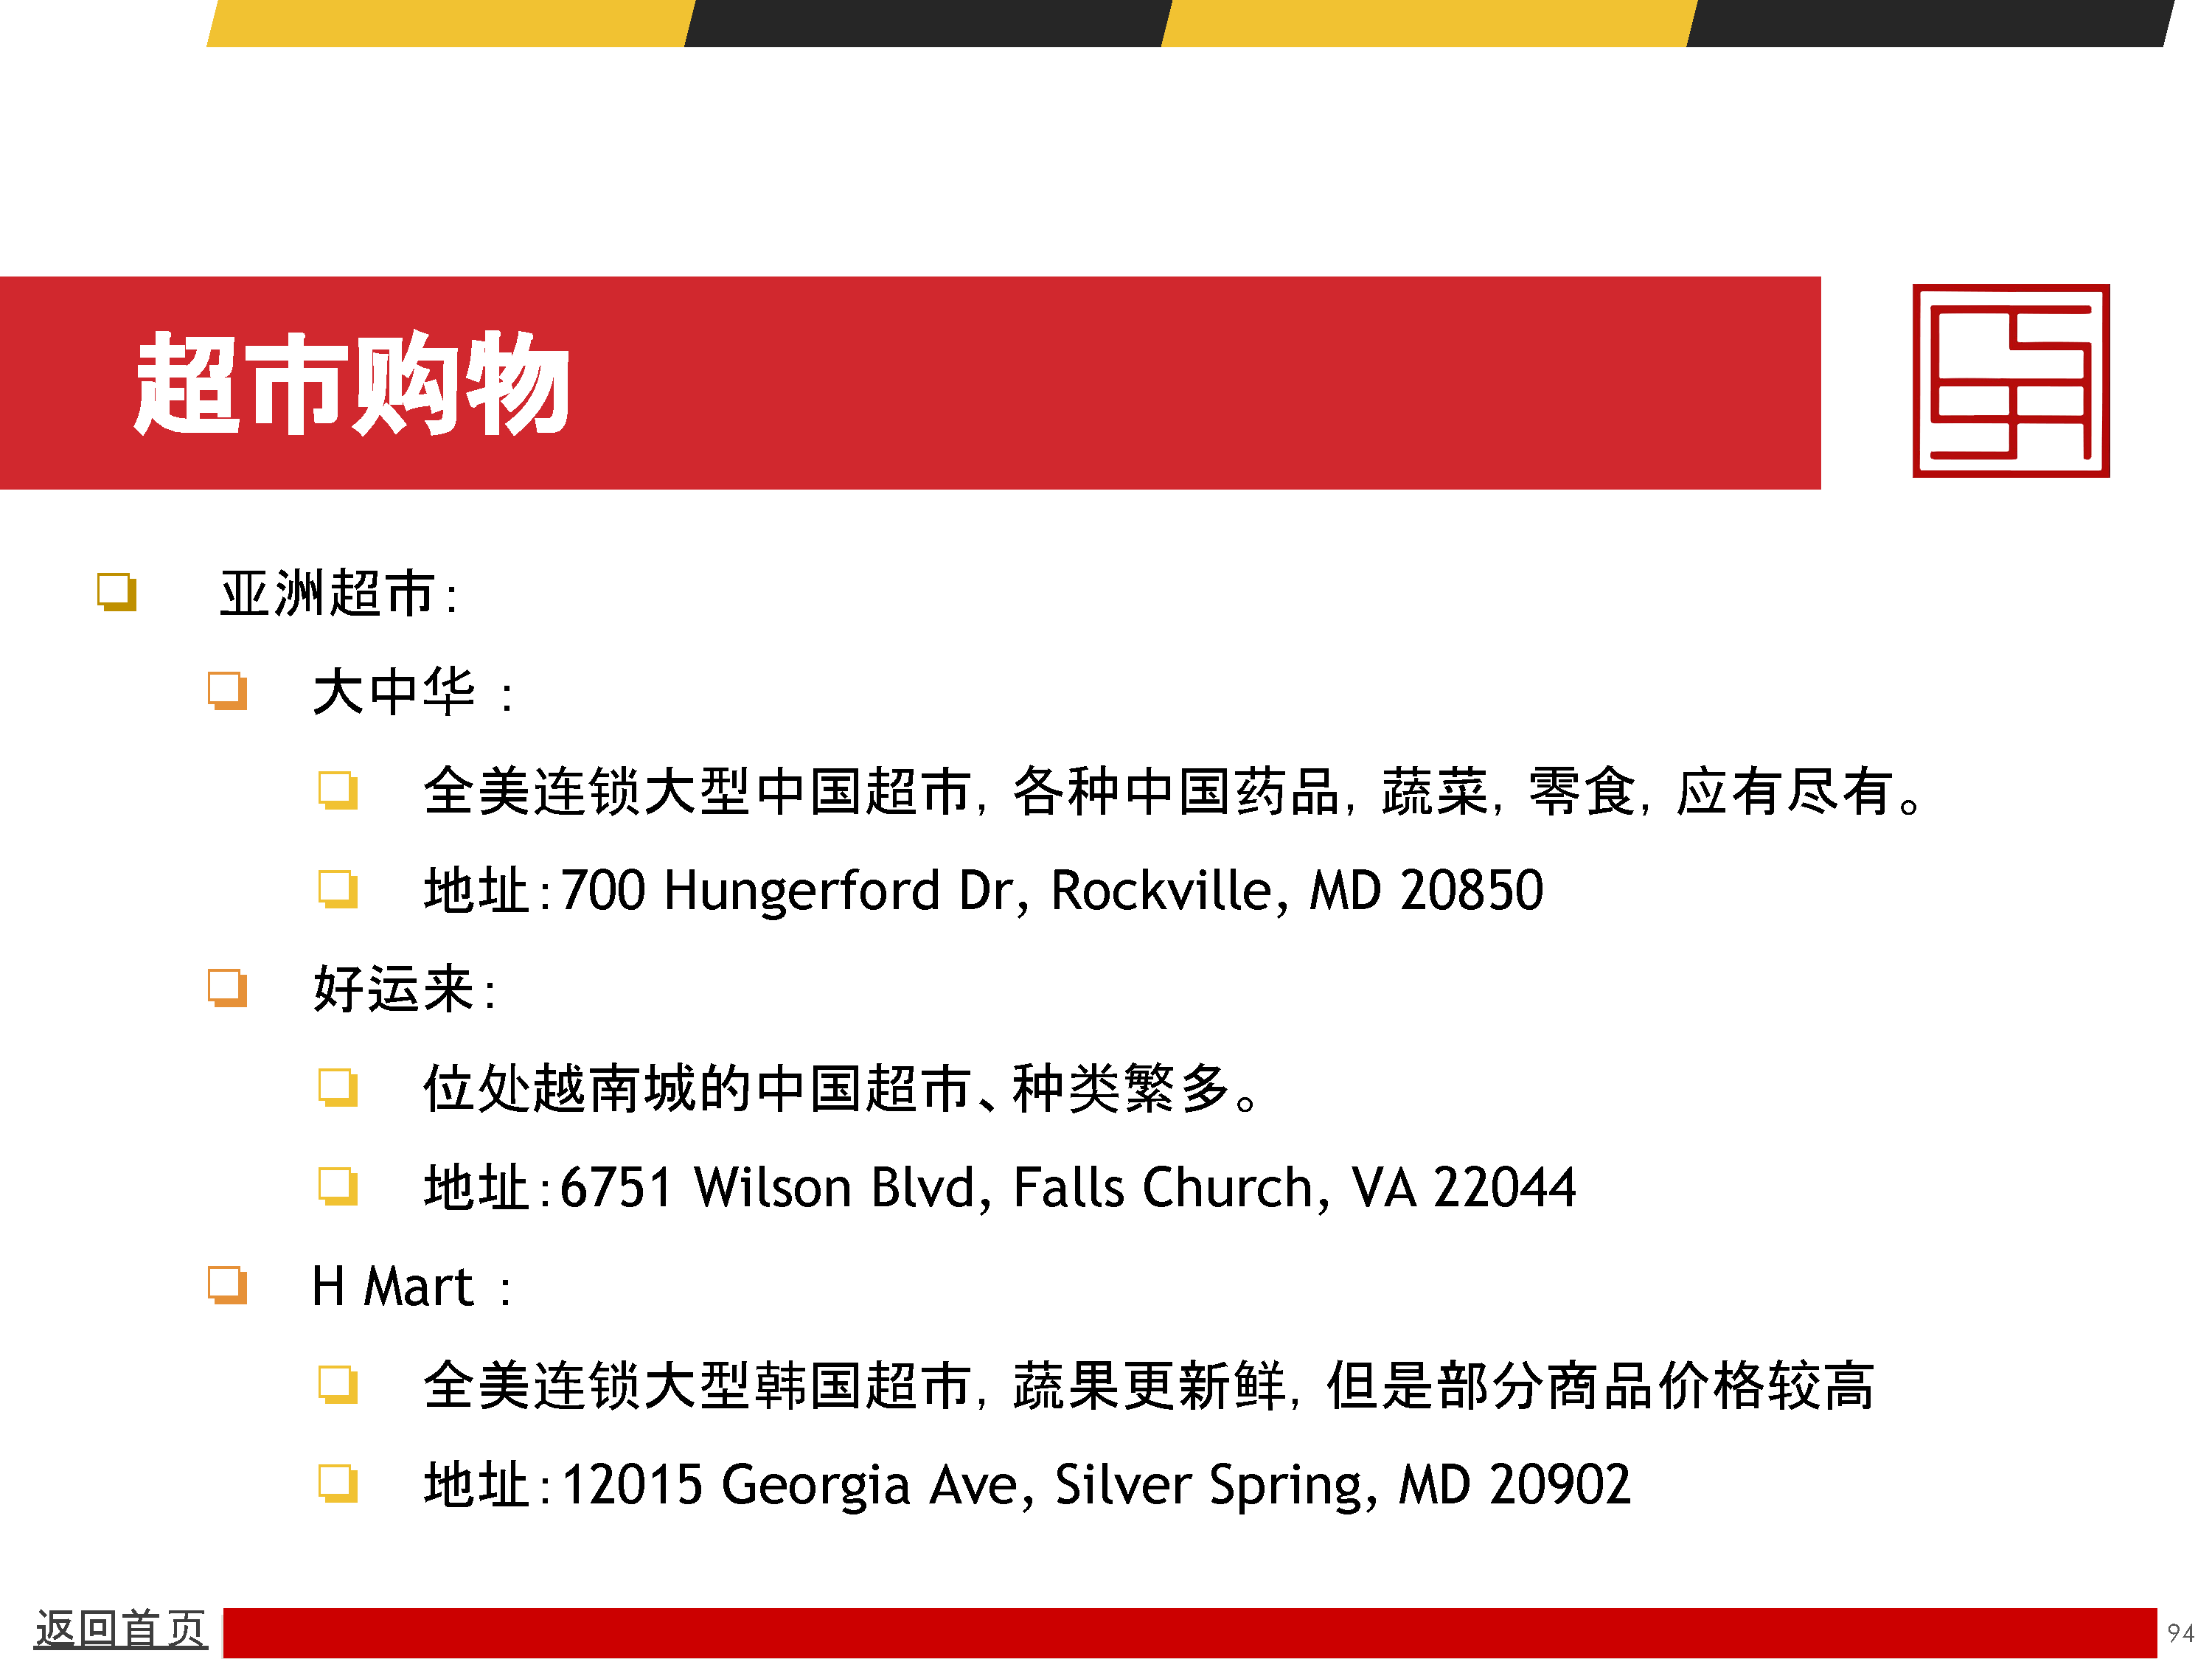 超市购物
亚洲超市：
大中华 ：
全美连锁大型中国超市，各种中国药品，蔬菜，零食，应有尽有。
地址：700 Hungerford Dr, Rockville, MD 20850
好运来：
位处越南城的中国超市、种类繁多。
地址：6751 Wilson Blvd, Falls Church, VA 22044
H Mart ：
全美连锁大型韩国超市，蔬果更新鲜，但是部分商品价格较高
地址：12015 Georgia Ave, Silver Spring, MD 20902
返回首页
94